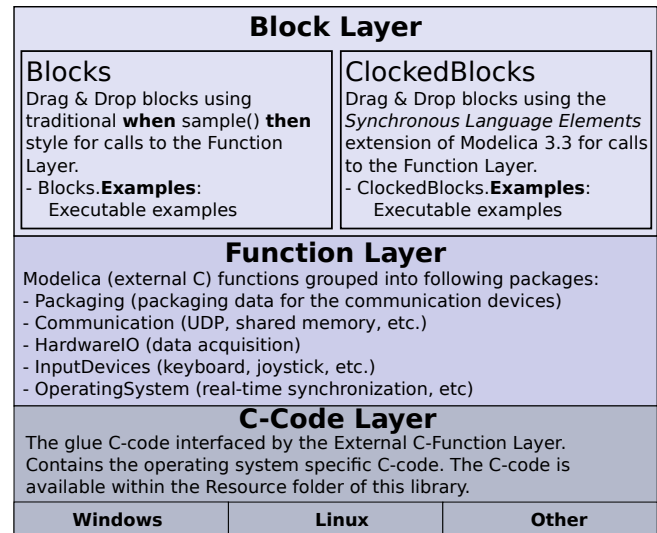 Block Layer
Blocks
Drag & Drop blocks using
traditional when sample() then
style for calls to the Function
Layer.
- Blocks.Examples:
Executable examples
ClockedBlocks
Drag & Drop blocks using the
Synchronous Language Elements
extension of Modelica 3.3 for calls
to the Function Layer.
- ClockedBlocks.Examples:
Executable examples
Function Layer
Modelica (external C) functions grouped into following packages:
- Packaging (packaging data for the communication devices)
- Communication (UDP, shared memory, etc.)
- HardwareIO (data acquisition)
- InputDevices (keyboard, joystick, etc.)
- OperatingSystem (real-time synchronization, etc)
C-Code Layer
The glue C-code interfaced by the External C-Function Layer.
Contains the operating system specific C-code. The C-code is
available within the Resource folder of this library.
Windows
Linux
Other